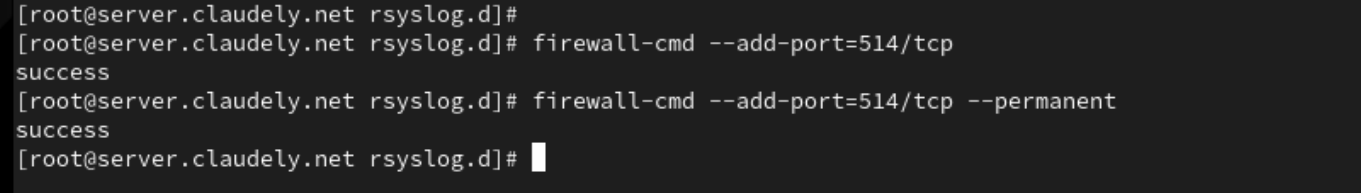 [root@server.claudely.net rsyslog.d]#
[root@server.claudely.net rsyslog.d]# firewall-cmd --add-port=514/tcp
success
[root@server.claudely.net rsyslog.d]# firewall-cmd --add-port=514/tcp --permanent
success
[root@server.claudely.net rsyslog.d]#